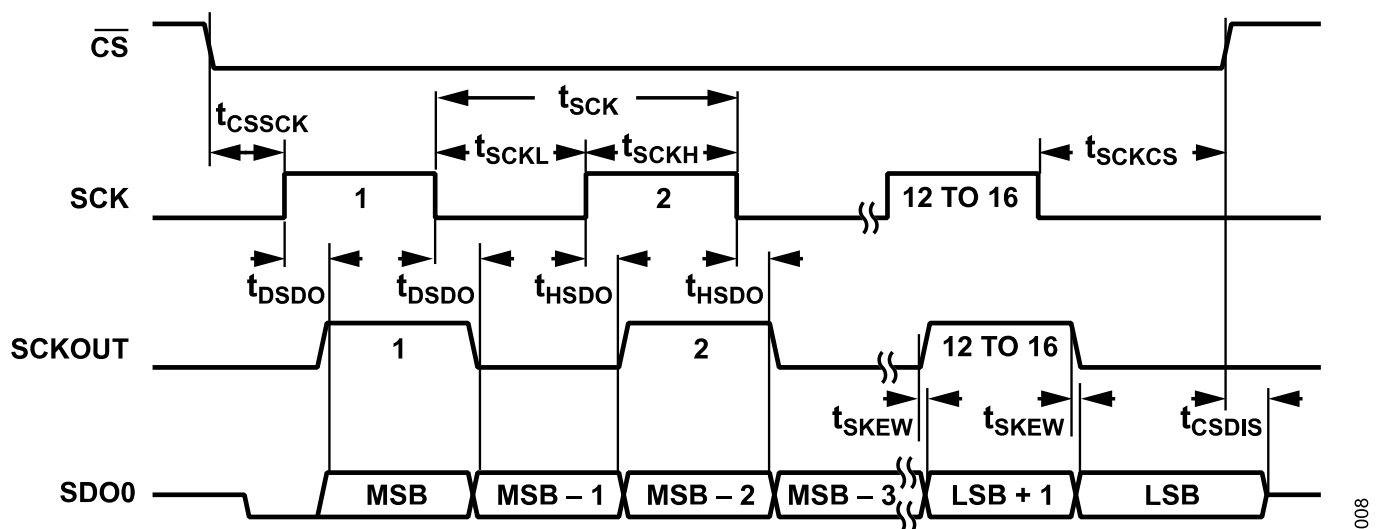 CS
tCSSCK
tSCK
tSCKL
tSCKH
tSCKCS
SCK
1
2
12 TO 16
tDSDO
tDSDO
tHSDO
tHSDO
SCKOUT
1
2
12 TO 16
tSKEW
tSKEW
tCSDIS
SDO0
MSB
MSB – 1
MSB – 2
MSB – 3
LSB + 1
LSB
008